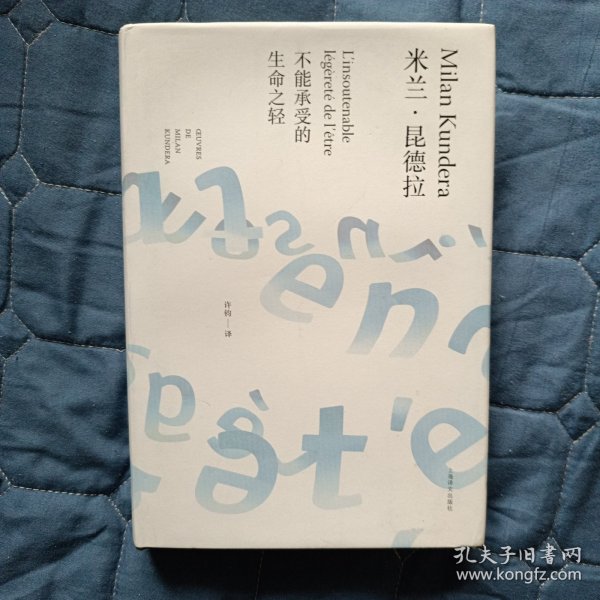 Milan Kundera
米兰·昆德拉
L'insoutenable
légèreté de l'être
不能承受的
生命之轻
ŒUVRES
DE
MILAN
KUNDERA
许钧—译
上海译文出版社
孔夫子旧书网
www.kongfz.com